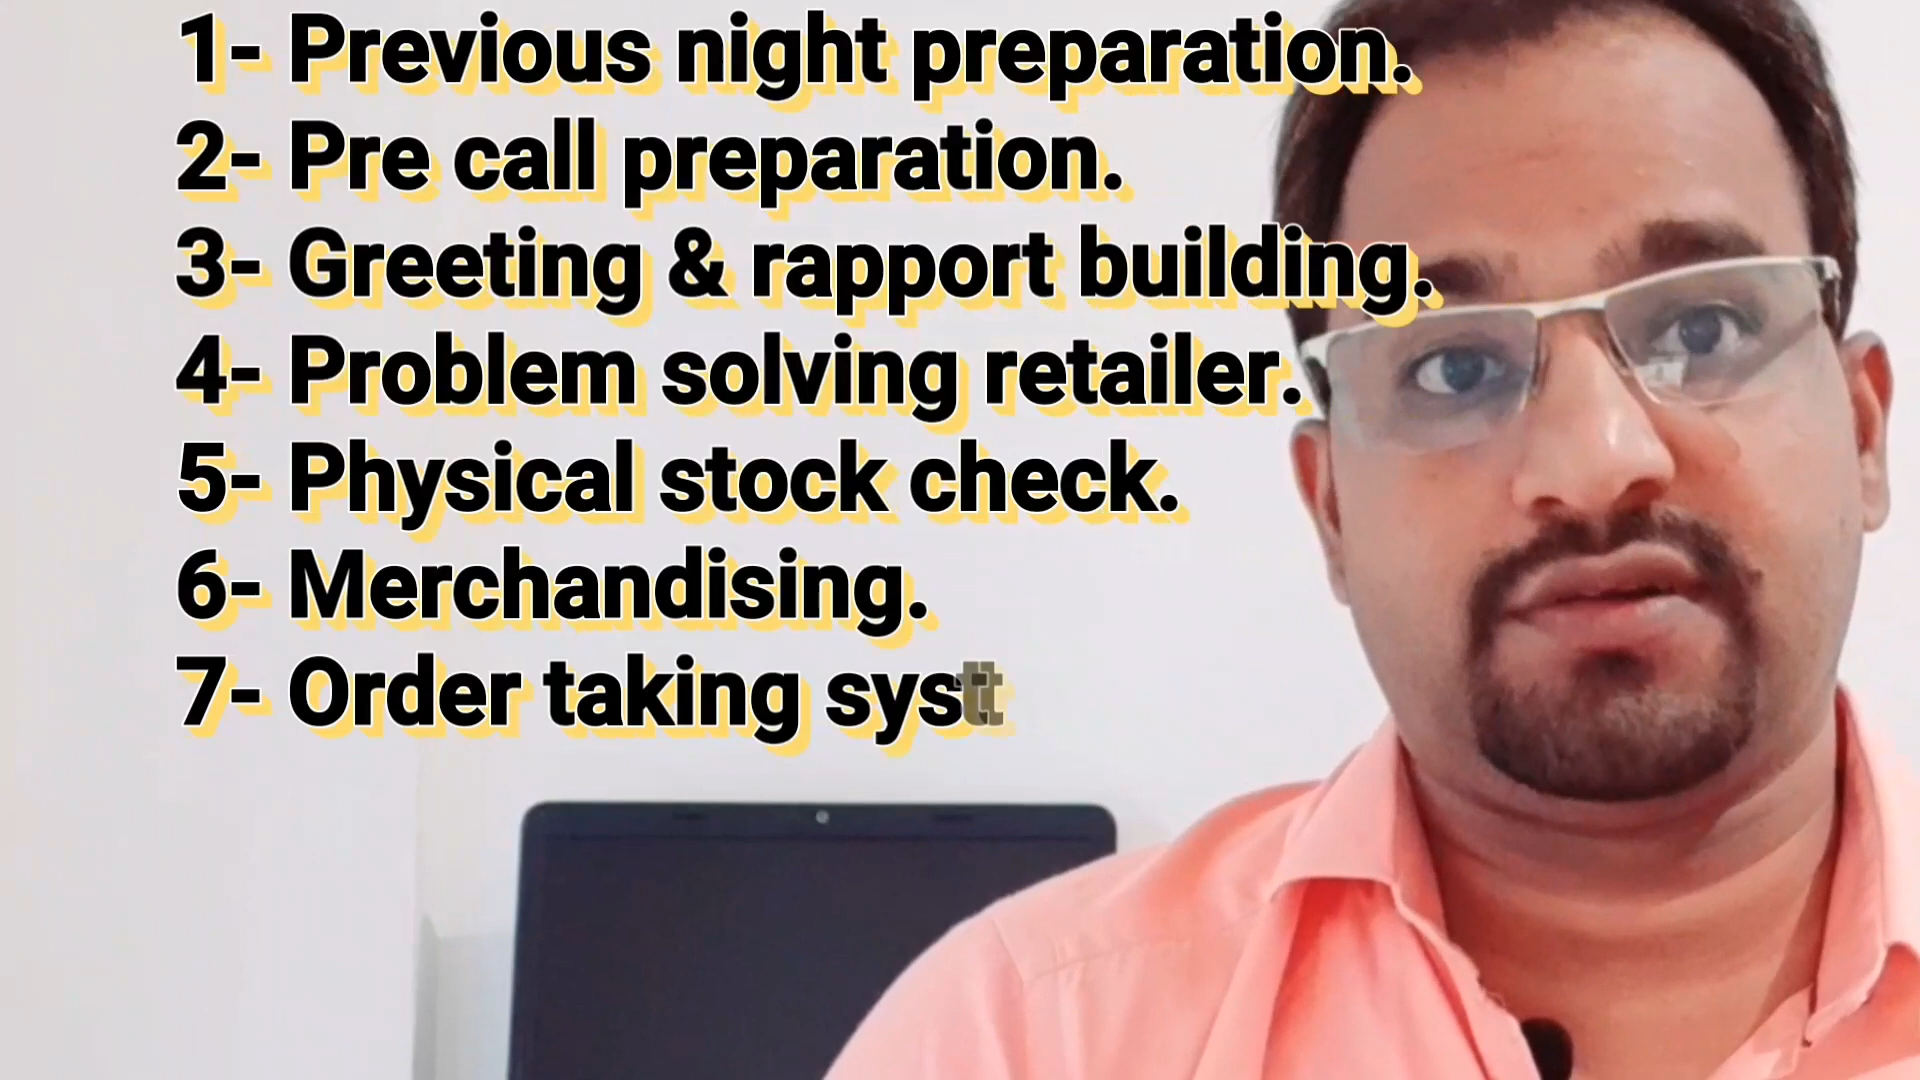 1- Previous night preparation.
2- Pre call preparation.
3- Greeting & rapport building.
4- Problem solving retailer.
5- Physical stock check.
6- Merchandising.
7- Order taking syst